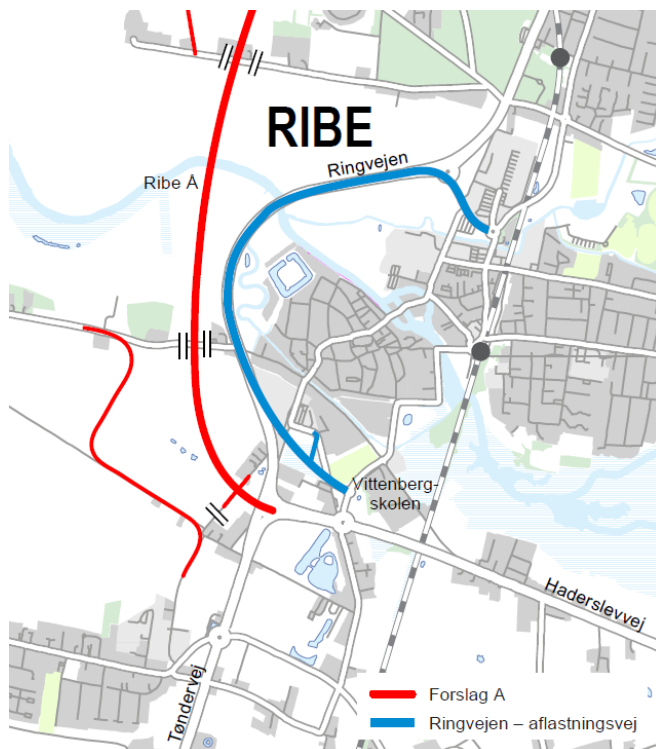 RIBE
Ringvejen
Ribe Å
Vittenberg-
skolen
Haderslevvej
Tøndervej
Forslag A
Ringvejen – aflastningsvej